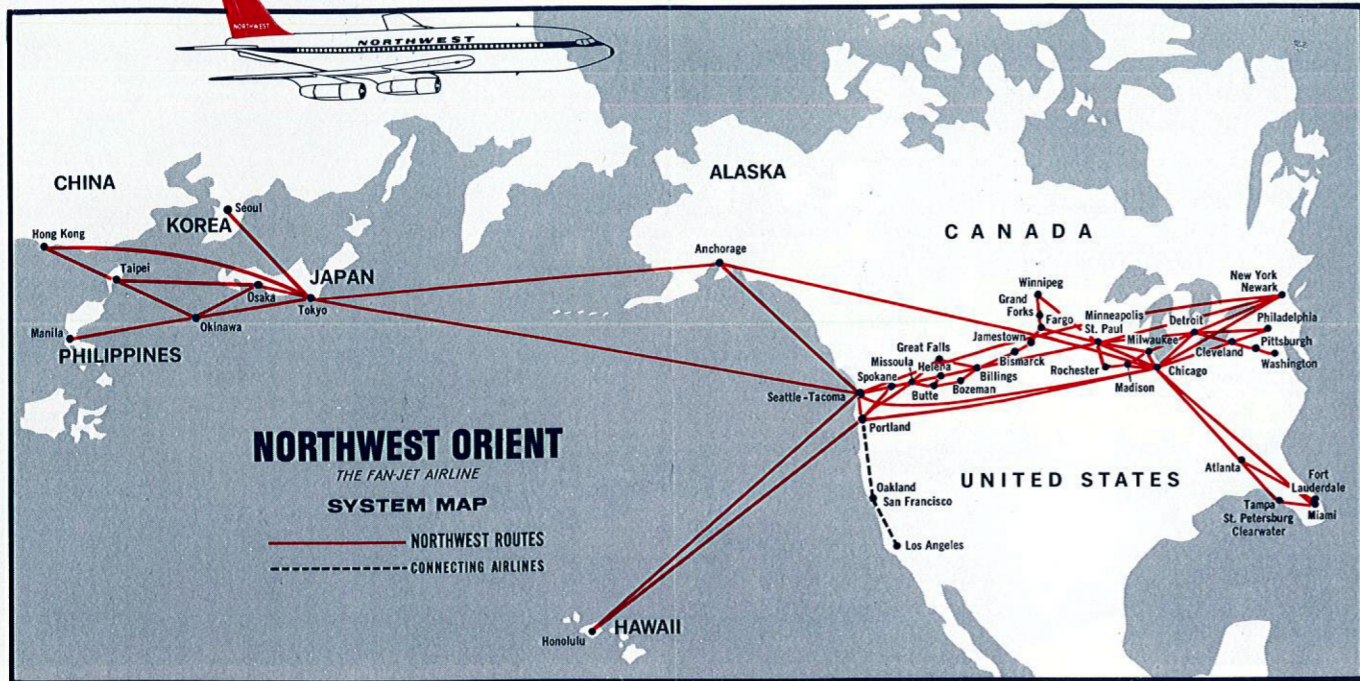 NORTHWEST
NORTHWEST
CHINA
KOREA
Seoul
Hong Kong
Taipei
JAPAN
Osaka
Tokyo
Okinawa
Manila
PHILIPPINES
ALASKA
Anchorage
CANADA
Winnipeg
Grand
Forks
Fargo
Jamestown
Bismarck
Minneapolis
St. Paul
Milwaukee
Detroit
New York
Newark
Philadelphia
Pittsburgh
Cleveland
Washington
Great Falls
Missoula
Helena
Spokane
Billings
Bozeman
Butte
Rochester
Madison
Chicago
Seattle-Tacoma
Portland
Oakland
San Francisco
Los Angeles
UNITED STATES
Atlanta
Fort
Lauderdale
Miami
Tampa
St. Petersburg
Clearwater
Honolulu
HAWAII
NORTHWEST ORIENT
THE FAN-JET AIRLINE
SYSTEM MAP
NORTHWEST ROUTES
CONNECTING AIRLINES